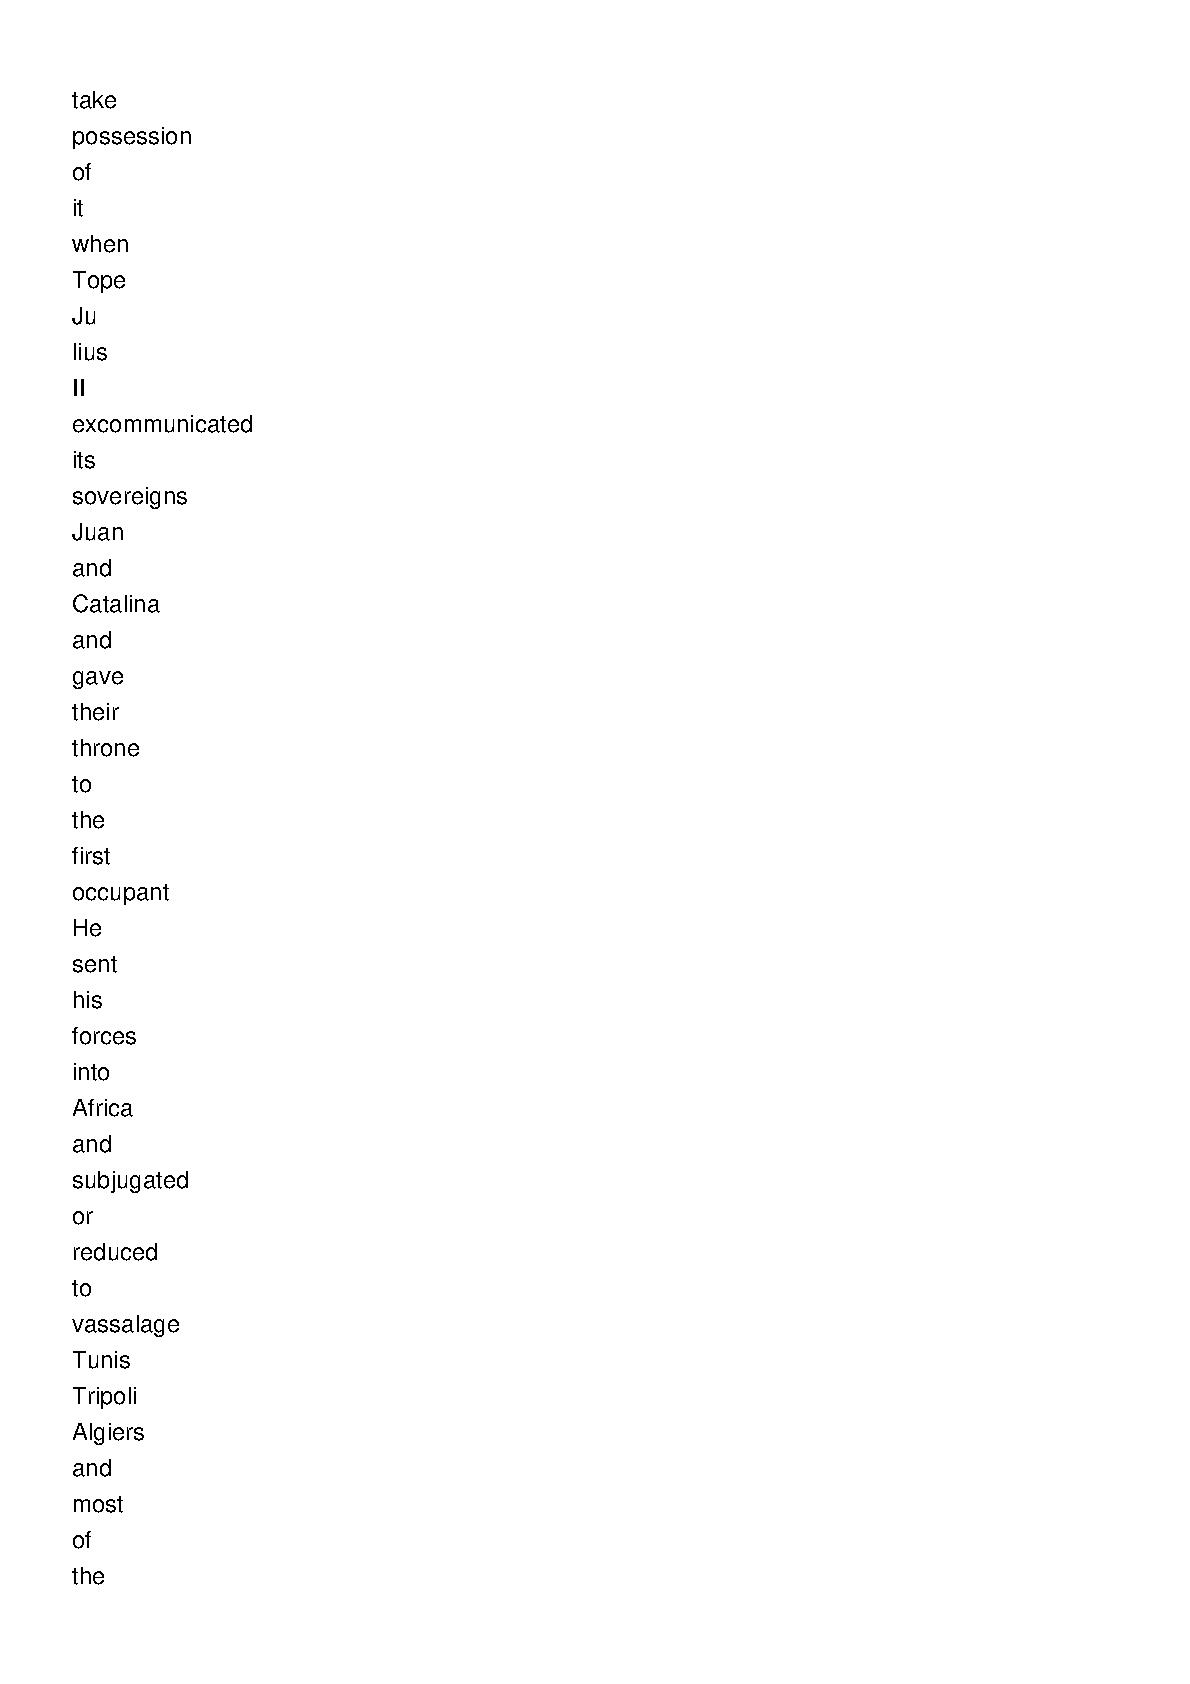 take
possession
of
it
when
Tope
Ju
lius
II
excommunicated
its
sovereigns
Juan
and
Catalina
and
gave
their
throne
to
the
first
occupant
He
sent
his
forces
into
Africa
and
subjugated
or
reduced
to
vassalage
Tunis
Tripoli
Algiers
and
most
of
the